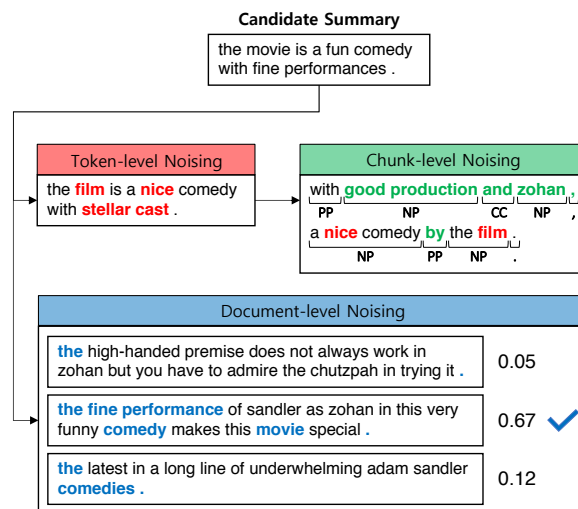 Candidate Summary
the movie is a fun comedy
with fine performances .
Token-level Noising
the film is a nice comedy
with stellar cast .
Chunk-level Noising
with good production and zohan ,
PP NP CC NP ,
a nice comedy by the film .
NP PP NP .
Document-level Noising
the high-handed premise does not always work in
zohan but you have to admire the chutzpah in trying it .
0.05
the fine performance of sandler as zohan in this very
funny comedy makes this movie special .
0.67
the latest in a long line of underwhelming adam sandler
comedies .
0.12